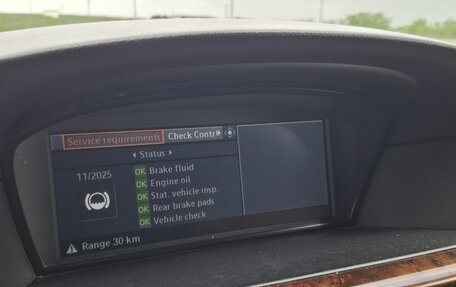 Service requirements Check Contr
Status
11/2025
OK Brake fluid
OK Engine oil
OK Stat. vehicle insp.
OK Rear brake pads
OK Vehicle check
Range 30 km